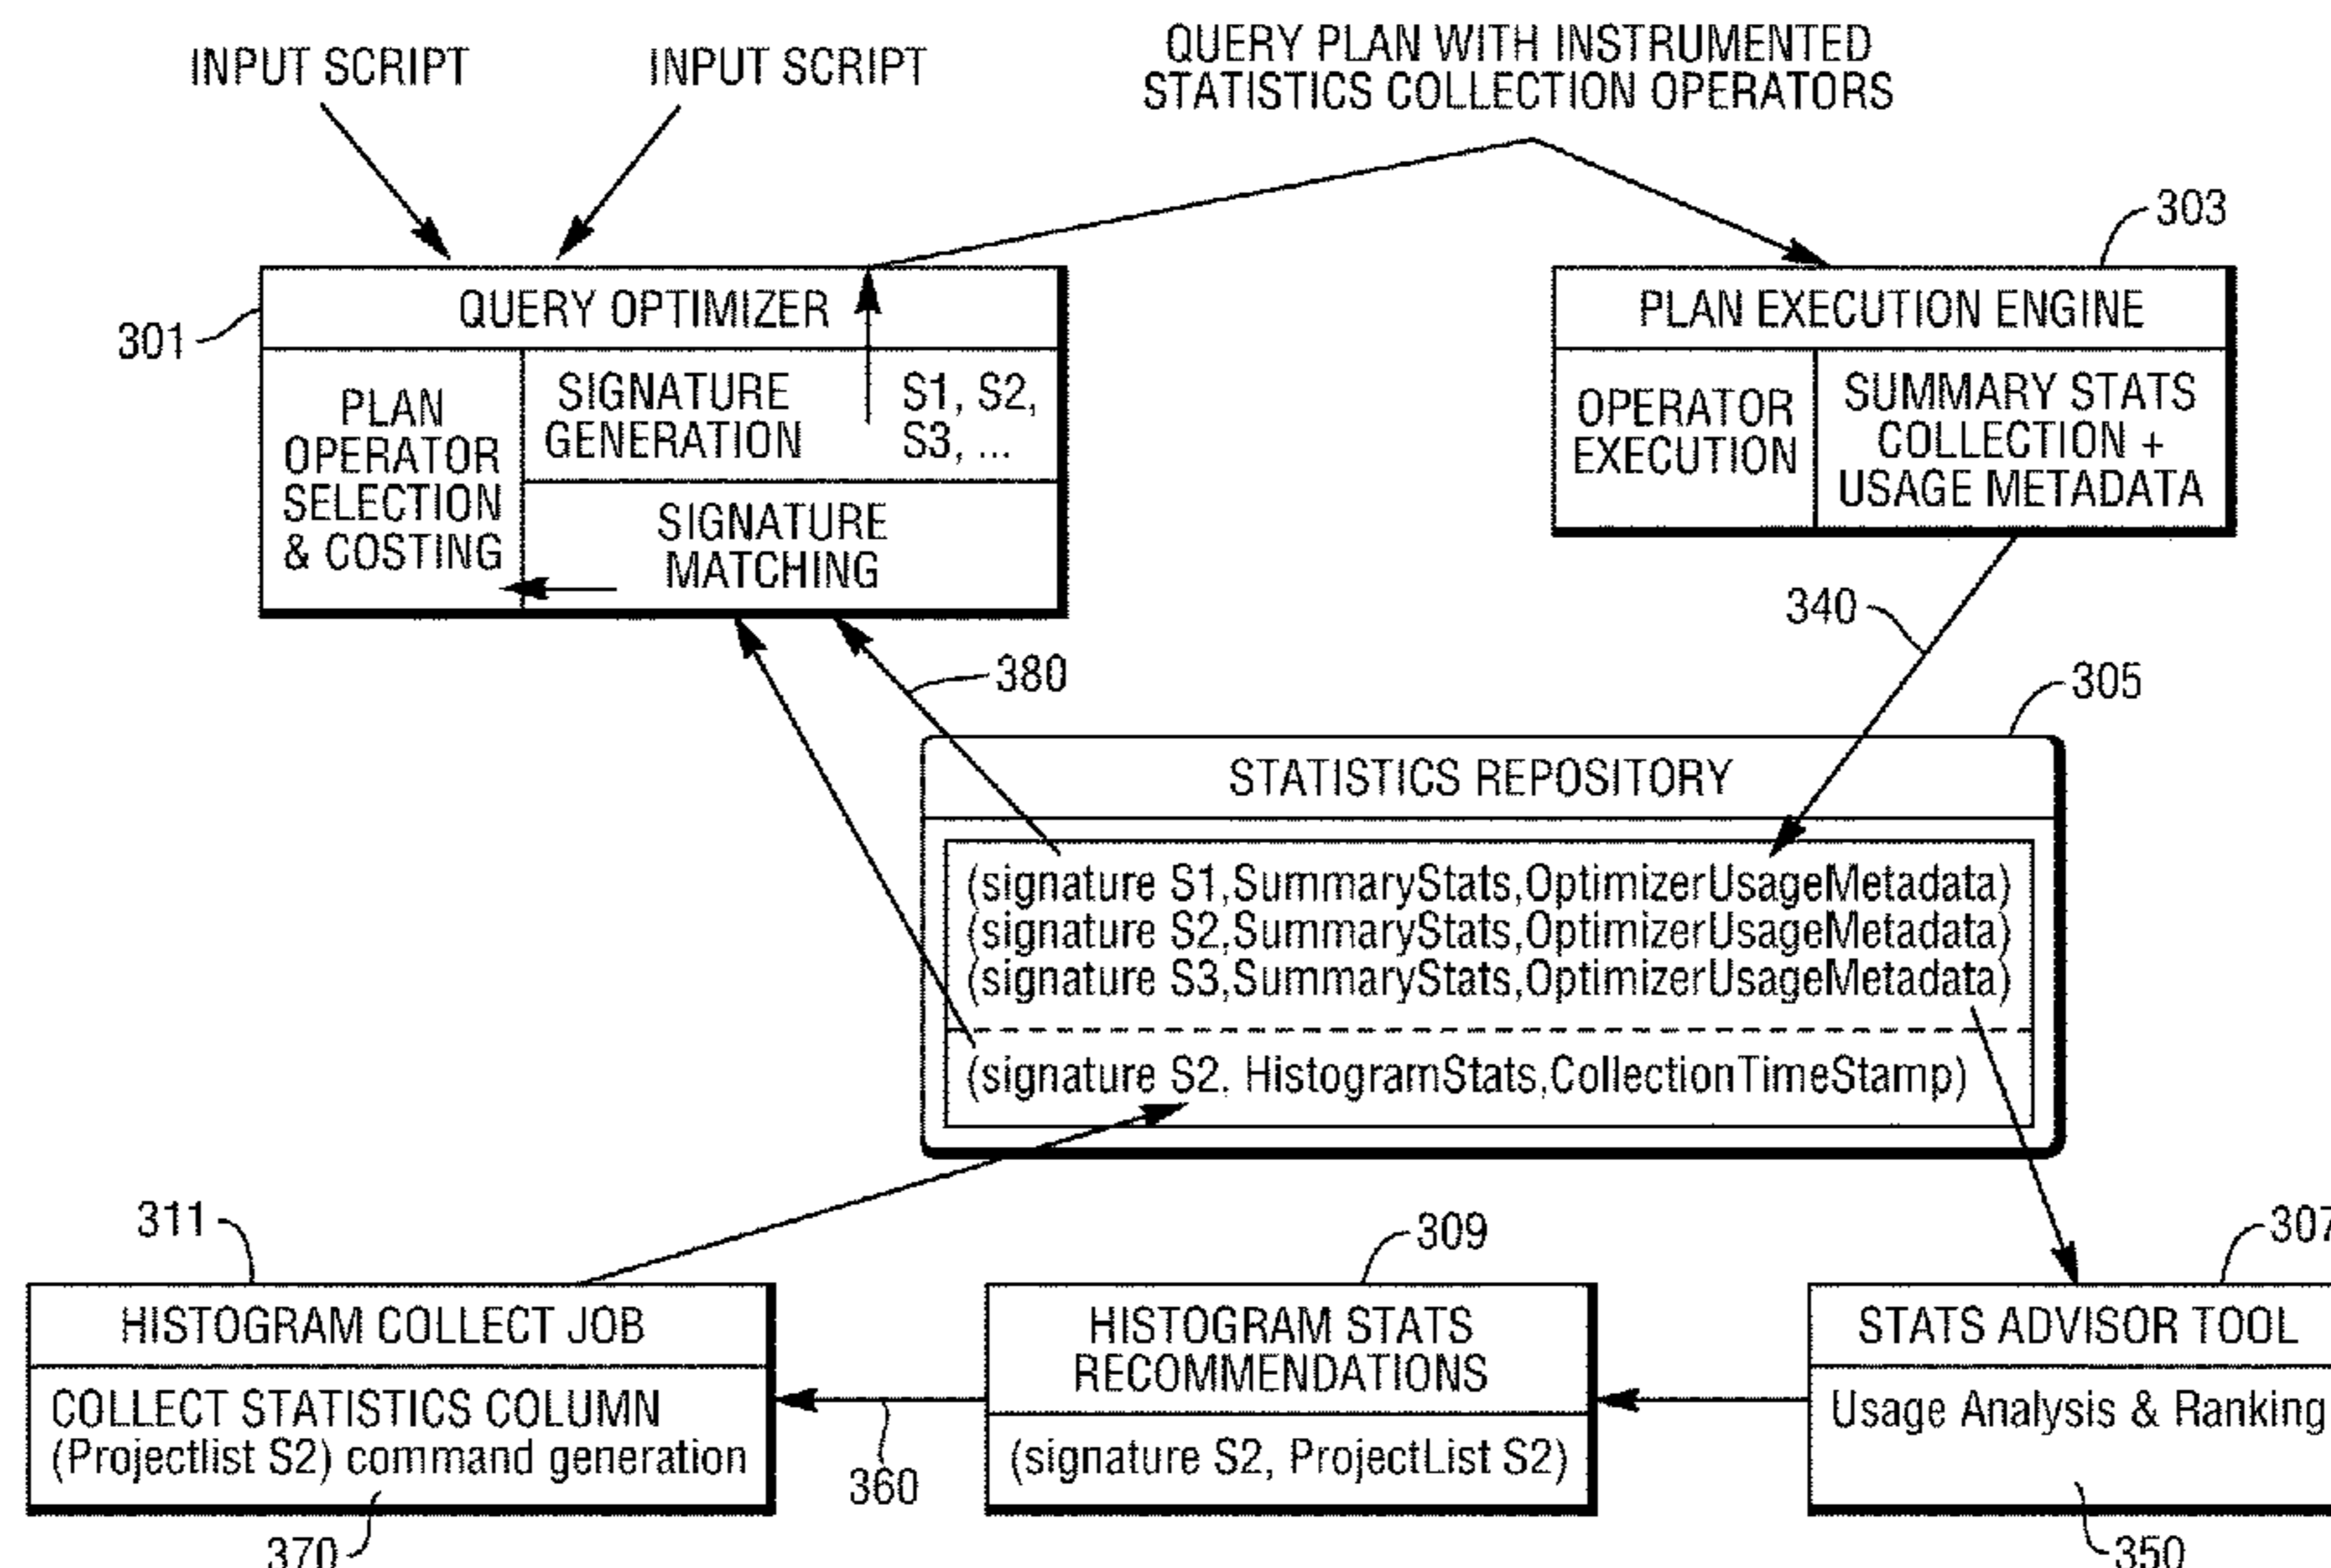 INPUT SCRIPT
INPUT SCRIPT
QUERY PLAN WITH INSTRUMENTED
STATISTICS COLLECTION OPERATORS
301
QUERY OPTIMIZER
PLAN
OPERATOR
SELECTION
& COSTING
SIGNATURE
GENERATION
S1, S2,
S3, ...
SIGNATURE
MATCHING
303
PLAN EXECUTION ENGINE
OPERATOR
EXECUTION
SUMMARY STATS
COLLECTION +
USAGE METADATA
340
380
305
STATISTICS REPOSITORY
(signature S1,SummaryStats,OptimizerUsageMetadata)
(signature S2,SummaryStats,OptimizerUsageMetadata)
(signature S3,SummaryStats,OptimizerUsageMetadata)
(signature S2, HistogramStats,CollectionTimeStamp)
311
HISTOGRAM COLLECT JOB
COLLECT STATISTICS COLUMN
(Projectlist S2) command generation
370
360
309
HISTOGRAM STATS
RECOMMENDATIONS
(signature S2, ProjectList S2)
307
STATS ADVISOR TOOL
Usage Analysis & Ranking
350